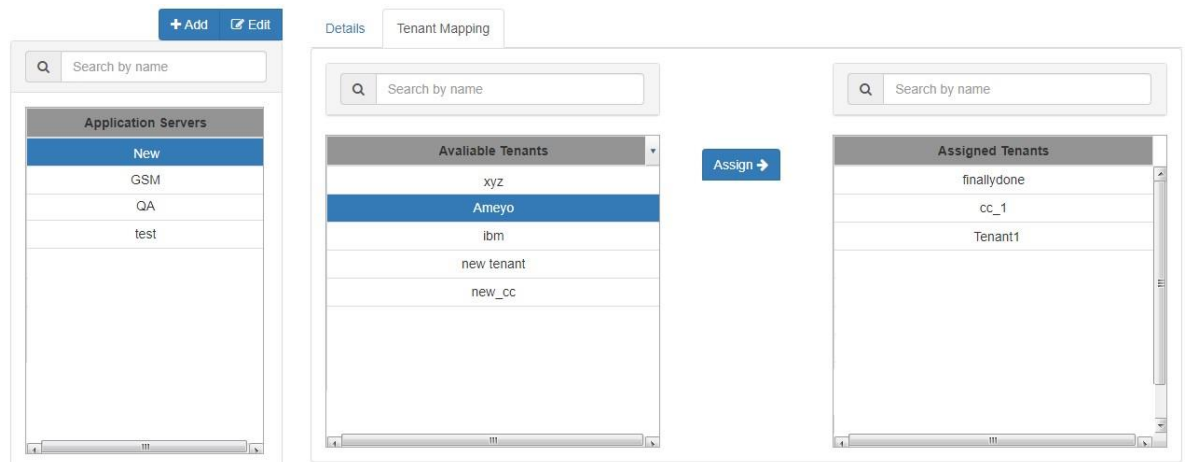 Add Edit
Search by name
Application Servers
New
GSM
QA
test
Details Tenant Mapping
Search by name
Avaliable Tenants
xyz
Ameyo
ibm
new tenant
new_cc
Assign
Search by name
Assigned Tenants
finallydone
cc_1
Tenant1